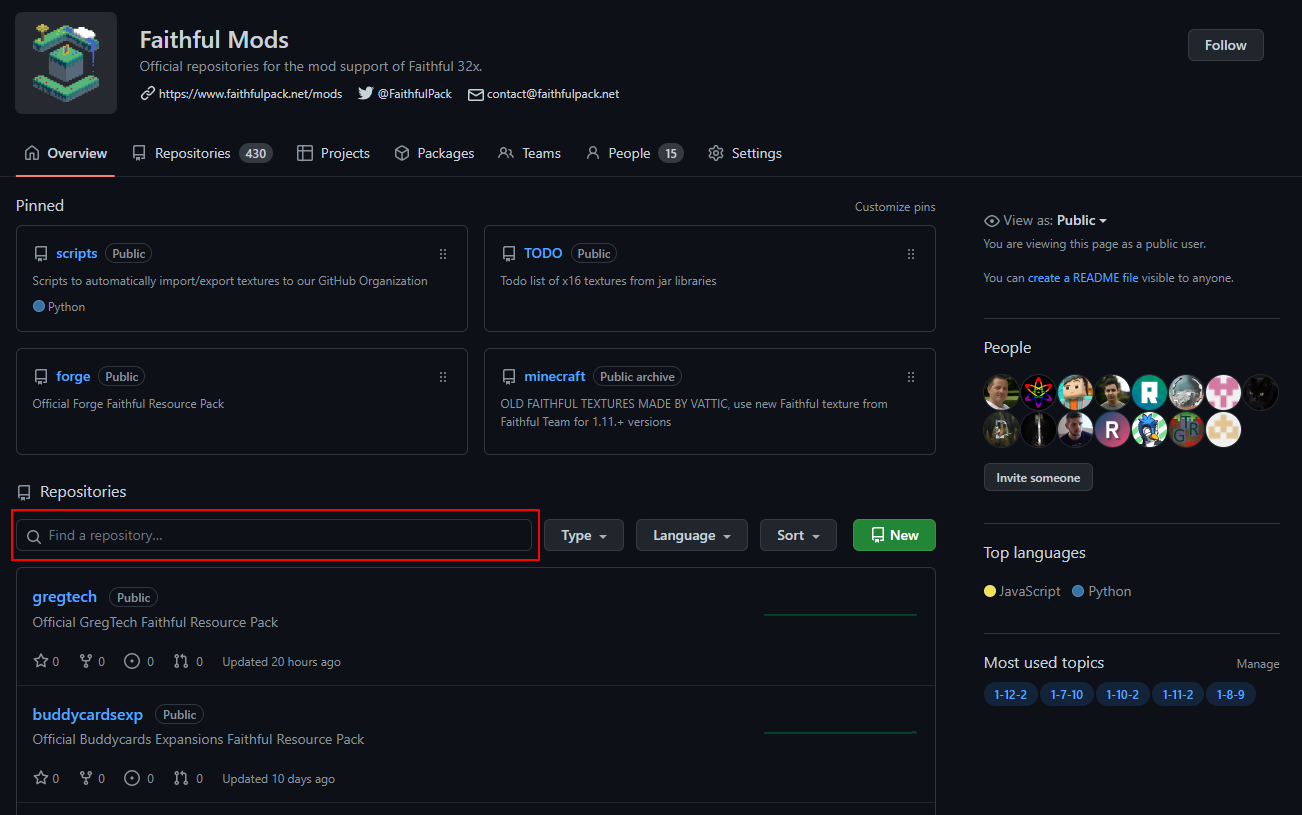 Faithful Mods
Official repositories for the mod support of Faithful 32x.
https://www.faithfulpack.net/mods @FaithfulPack contact@faithfulpack.net
Follow
Overview Repositories 430 Projects Packages Teams People 15 Settings
Pinned
Customize pins
scripts Public
Scripts to automatically import/export textures to our GitHub Organization
Python
TODO Public
Todo list of x16 textures from jar libraries
forge Public
Official Forge Faithful Resource Pack
minecraft Public archive
OLD FAITHFUL TEXTURES MADE BY VATTIC, use new Faithful texture from
Faithful Team for 1.11.+ versions
Repositories
Find a repository... Type Language Sort New
gregtech Public
Official GregTech Faithful Resource Pack
0 0 0 0 Updated 20 hours ago
buddycardsexp Public
Official Buddycards Expansions Faithful Resource Pack
0 0 0 0 Updated 10 days ago
View as: Public
You are viewing this page as a public user.
You can create a README file visible to anyone.
People
R
R
Invite someone
Top languages
JavaScript Python
Most used topics Manage
1-12-2 1-7-10 1-10-2 1-11-2 1-8-9